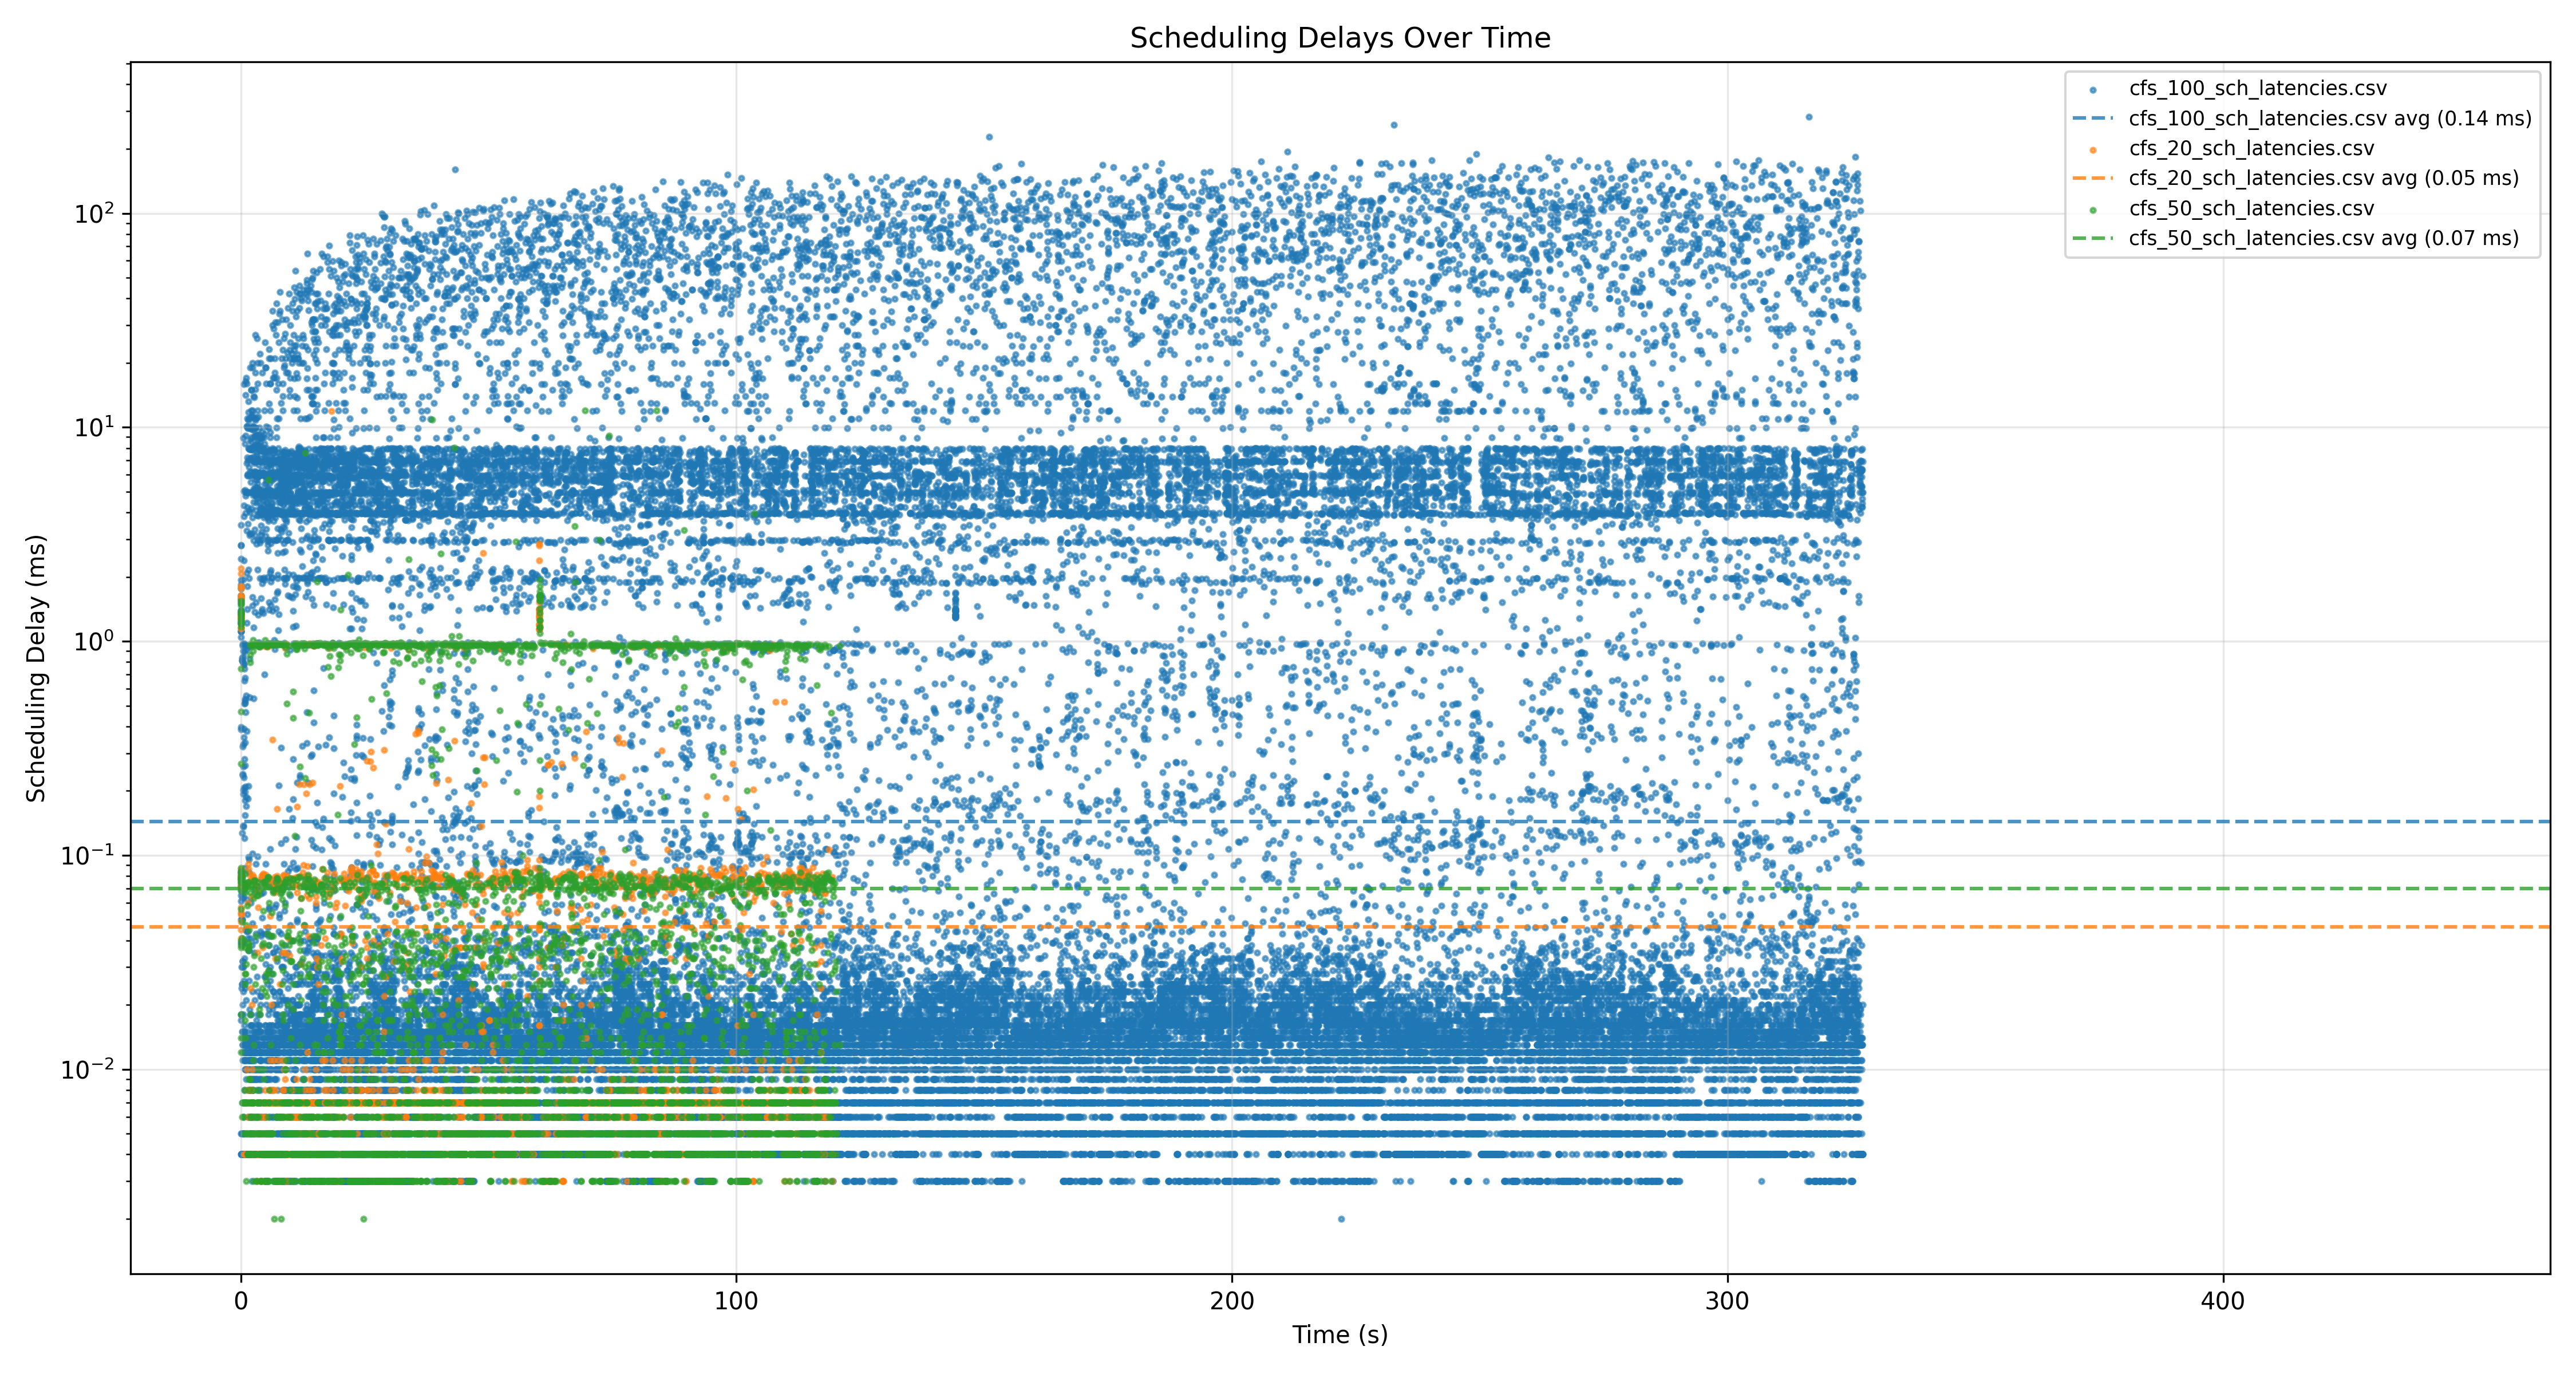 Scheduling Delays Over Time
cfs_100_sch_latencies.csv
cfs_100_sch_latencies.csv avg (0.14 ms)
cfs_20_sch_latencies.csv
cfs_20_sch_latencies.csv avg (0.05 ms)
cfs_50_sch_latencies.csv
cfs_50_sch_latencies.csv avg (0.07 ms)
Scheduling Delay (ms)
10²
10¹
10⁰
10⁻¹
10⁻²
0 100 200 300 400
Time (s)